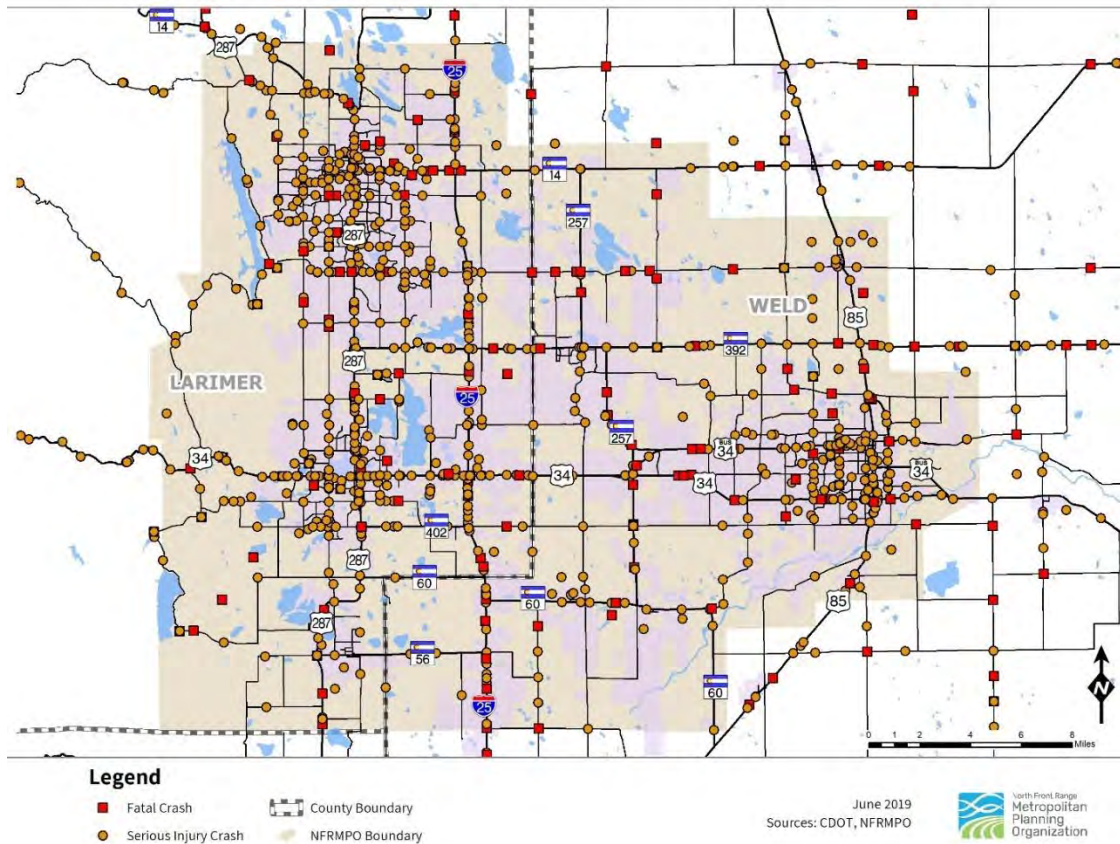 14
287
25
14
257
287
85
WELD
392
287
LARIMER
25
257
BUS
34
34
34
34
BUS
34
402
287
60
60
85
287
56
60
25
N
0 1 2 4 6 8
Miles
Legend
Fatal Crash
County Boundary
Serious Injury Crash
NFRMPO Boundary
June 2019
Sources: CDOT, NFRMPO
North Front Range
Metropolitan
Planning
Organization